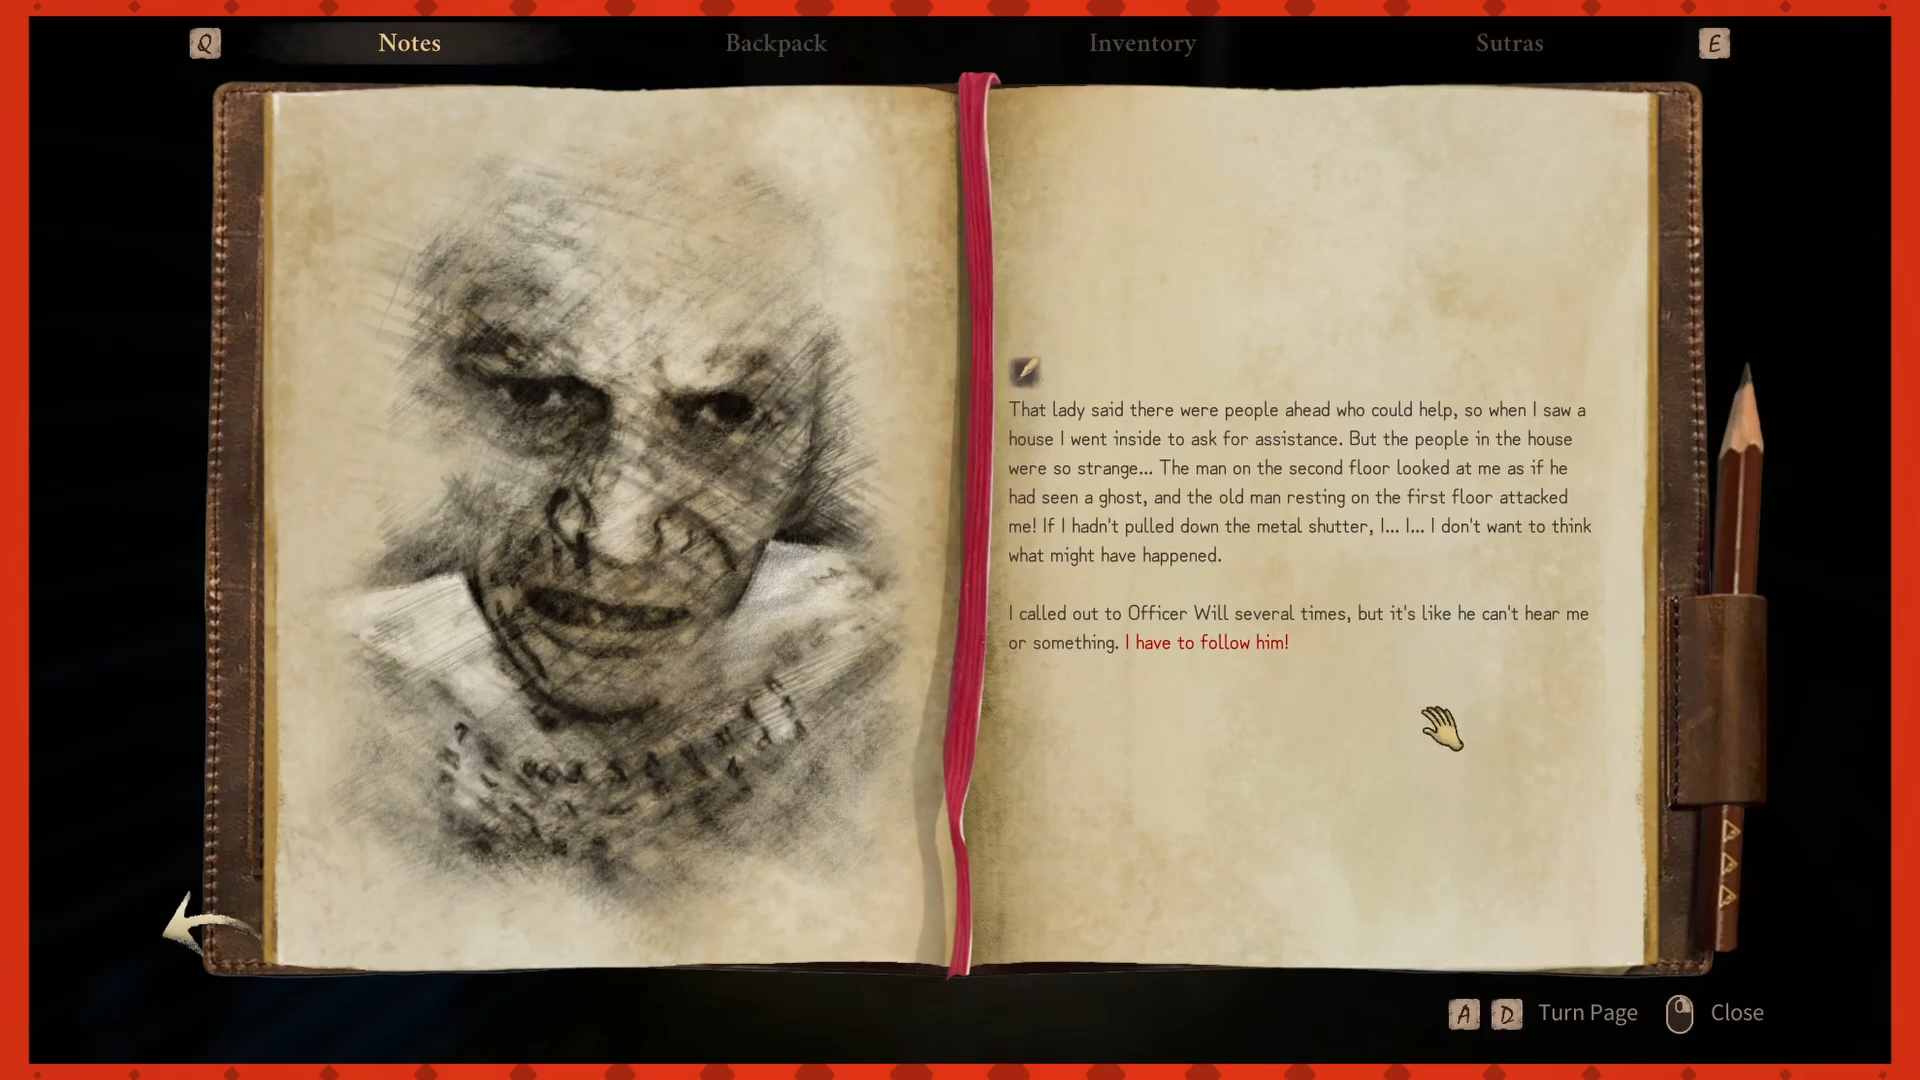 Q
Notes
Backpack
Inventory
Sutras
E
That lady said there were people ahead who could help, so when I saw a
house I went inside to ask for assistance. But the people in the house
were so strange... The man on the second floor looked at me as if he
had seen a ghost, and the old man resting on the first floor attacked
me! If I hadn't pulled down the metal shutter, I... I... I don't want to think
what might have happened.
I called out to Officer Will several times, but it's like he can't hear me
or something. I have to follow him!
A D Turn Page Close